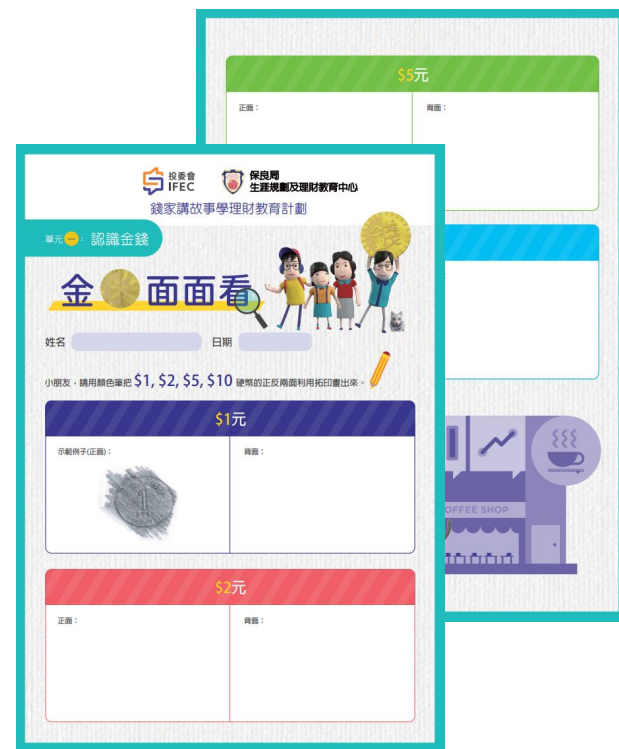 投委會
IFEC
保良局
生涯規劃及理財教育中心
錢家講故事學理財教育計劃
單元一: 認識金錢
金 面面看
姓名
日期
小朋友，請用顏色筆把 $1, $2, $5, $10 硬幣的正反兩面利用拓印畫出來。
$1元
示範例子(正面)：
背面：
1
$2元
正面：
背面：
$5元
正面：
背面：
OFFEE SHOP